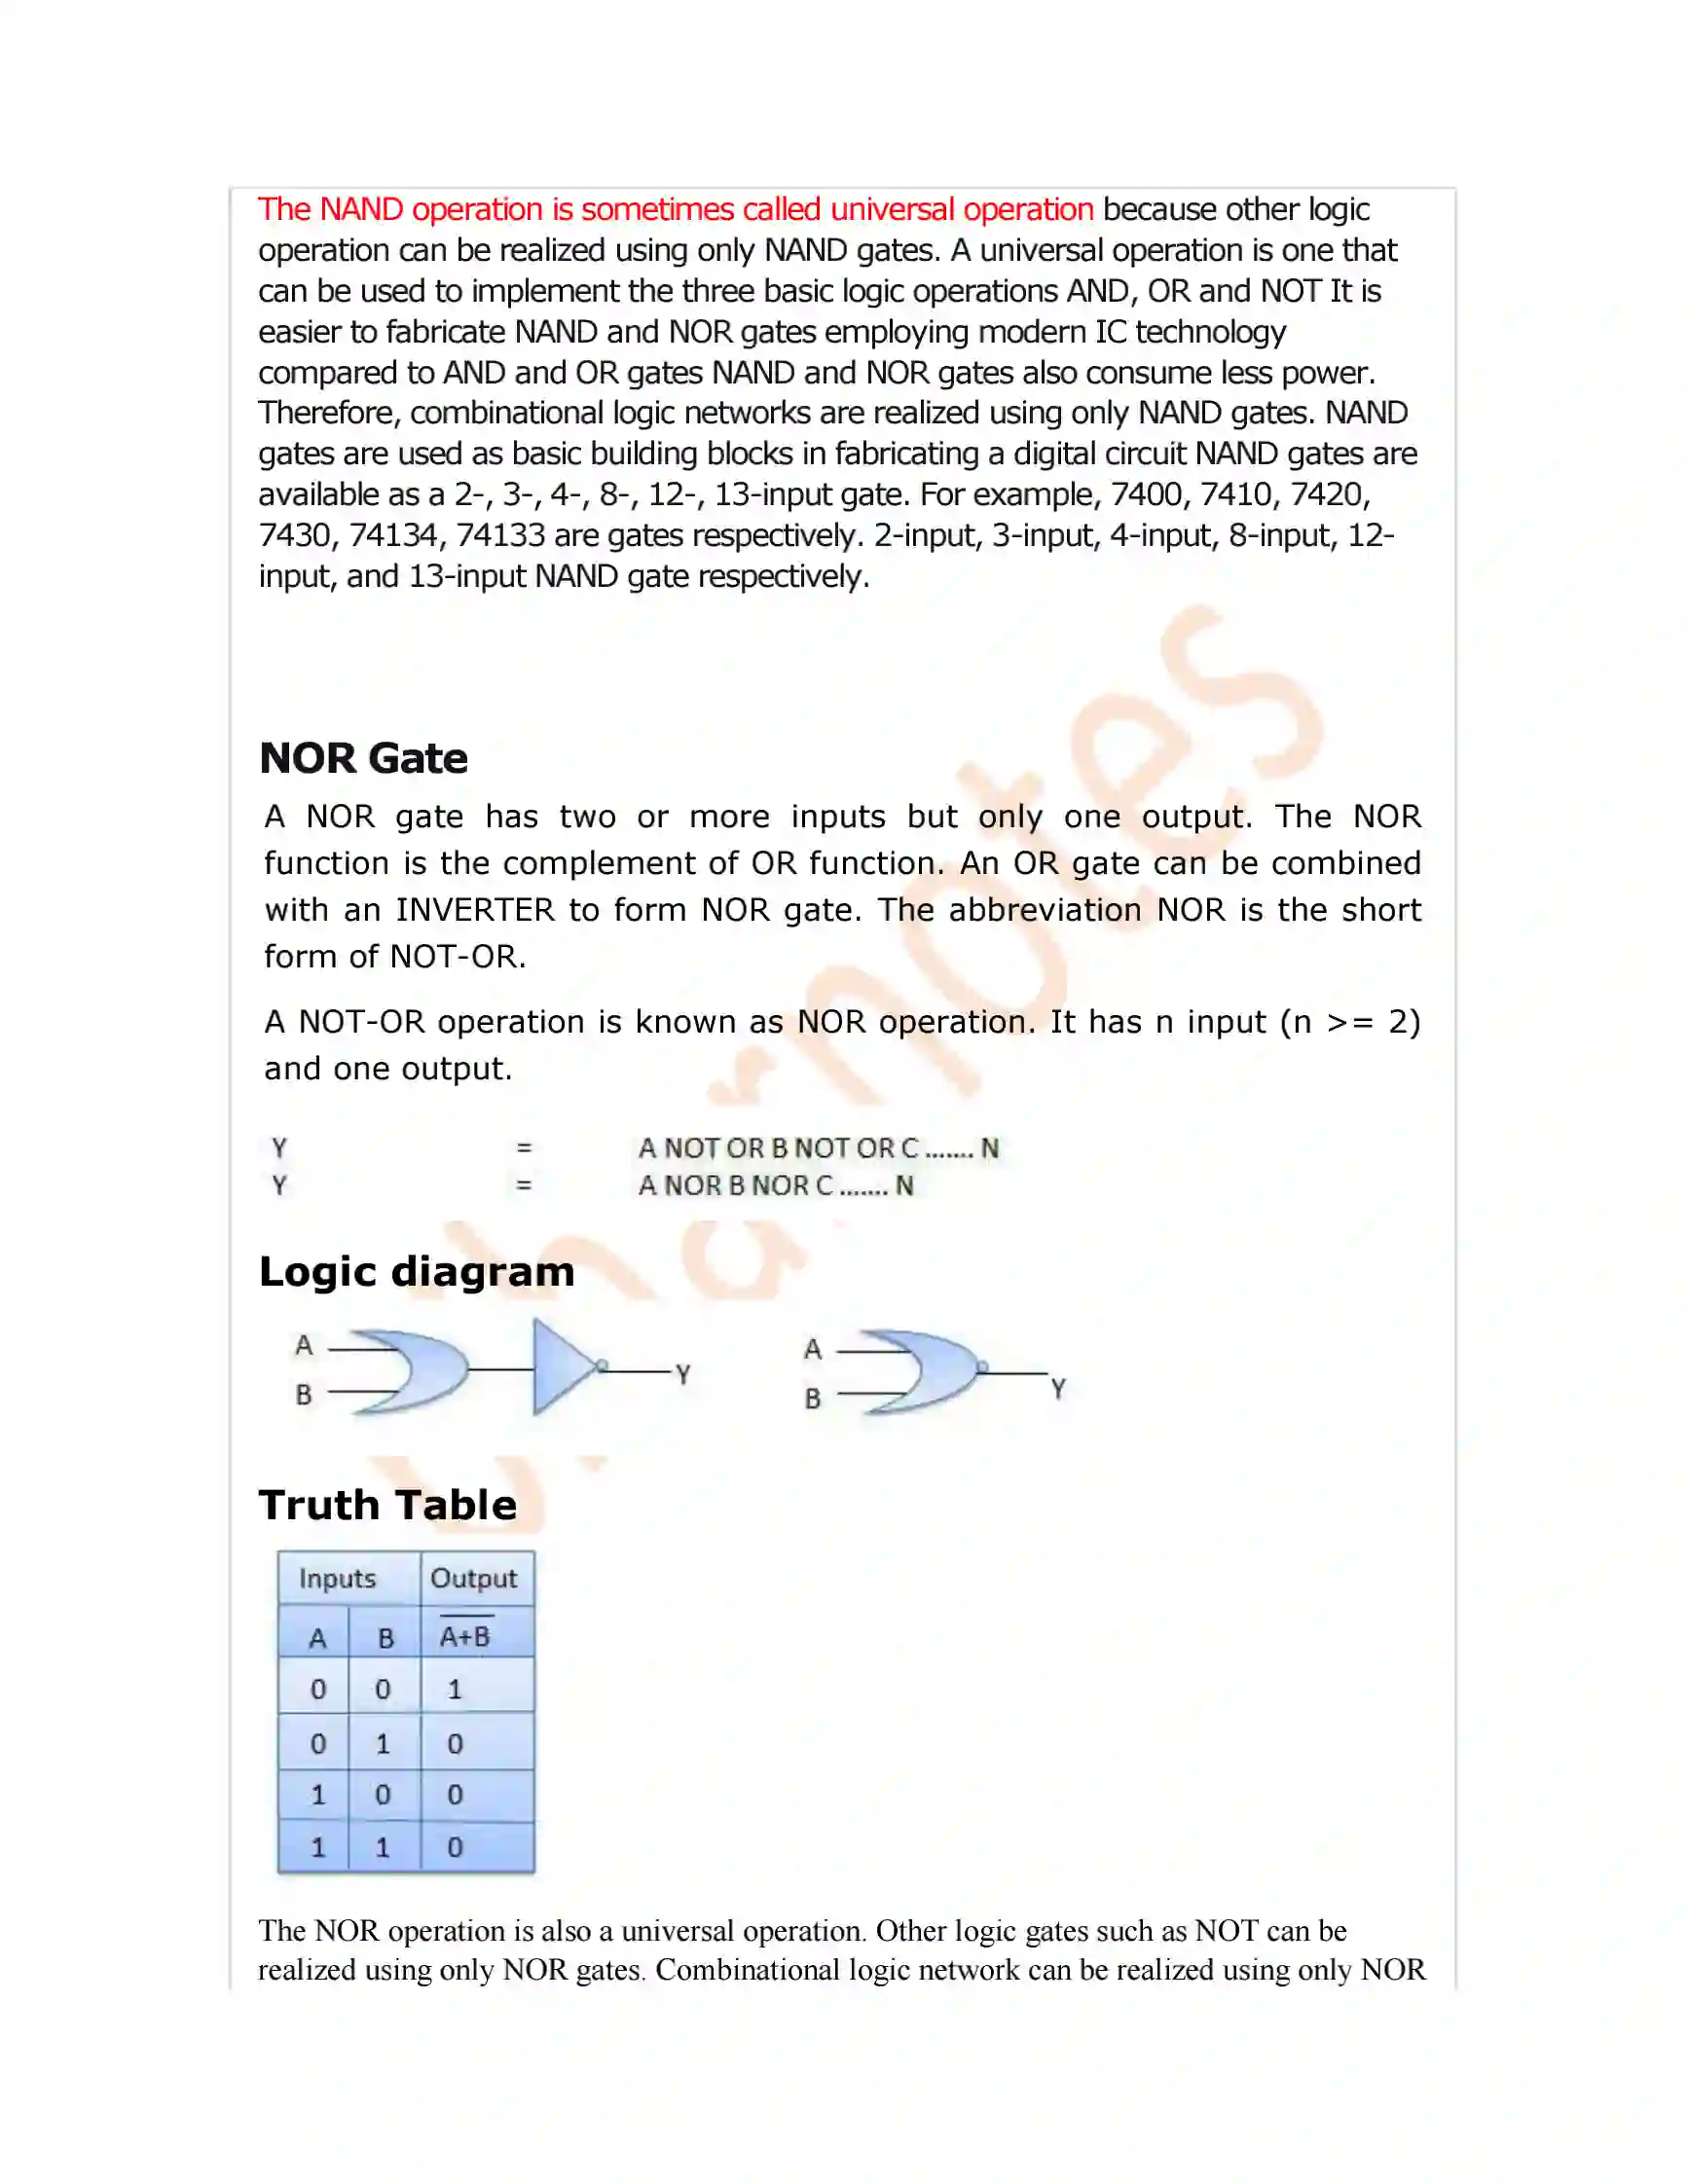 The NAND operation is sometimes called universal operation because other logic
operation can be realized using only NAND gates. A universal operation is one that
can be used to implement the three basic logic operations AND, OR and NOT It is
easier to fabricate NAND and NOR gates employing modern IC technology
compared to AND and OR gates NAND and NOR gates also consume less power.
Therefore, combinational logic networks are realized using only NAND gates. NAND
gates are used as basic building blocks in fabricating a digital circuit NAND gates are
available as a 2-, 3-, 4-, 8-, 12-, 13-input gate. For example, 7400, 7410, 7420,
7430, 74134, 74133 are gates respectively. 2-input, 3-input, 4-input, 8-input, 12-
input, and 13-input NAND gate respectively.
NOR Gate
A NOR gate has two or more inputs but only one output. The NOR
function is the complement of OR function. An OR gate can be combined
with an INVERTER to form NOR gate. The abbreviation NOR is the short
form of NOT-OR.
A NOT-OR operation is known as NOR operation. It has n input (n >= 2)
and one output.
Y = A NOT OR B NOT OR C ....... N
Y = A NOR B NOR C ....... N
Logic diagram
A
B
Y
A
B
Y
Truth Table
Inputs Output
A B A+B
0 0 1
0 1 0
1 0 0
1 1 0
The NOR operation is also a universal operation. Other logic gates such as NOT can be
realized using only NOR gates. Combinational logic network can be realized using only NOR